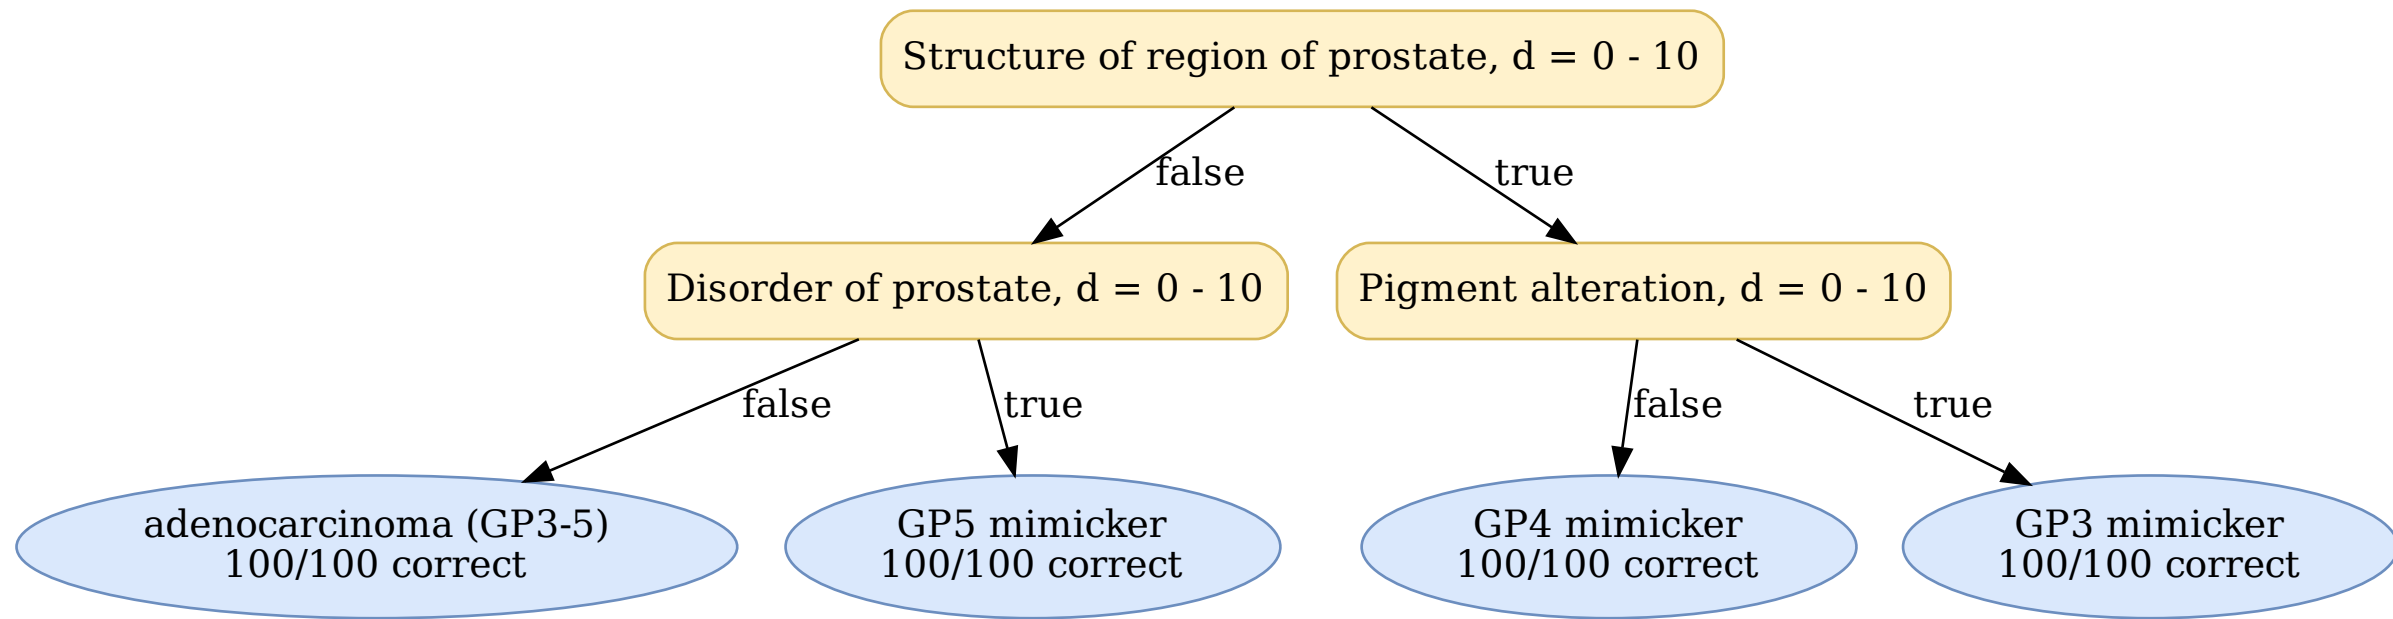 Structure of region of prostate, d = 0 - 10
false
true
Disorder of prostate, d = 0 - 10
Pigment alteration, d = 0 - 10
false
true
false
true
adenocarcinoma (GP3-5)
100/100 correct
GP5 mimicker
100/100 correct
GP4 mimicker
100/100 correct
GP3 mimicker
100/100 correct